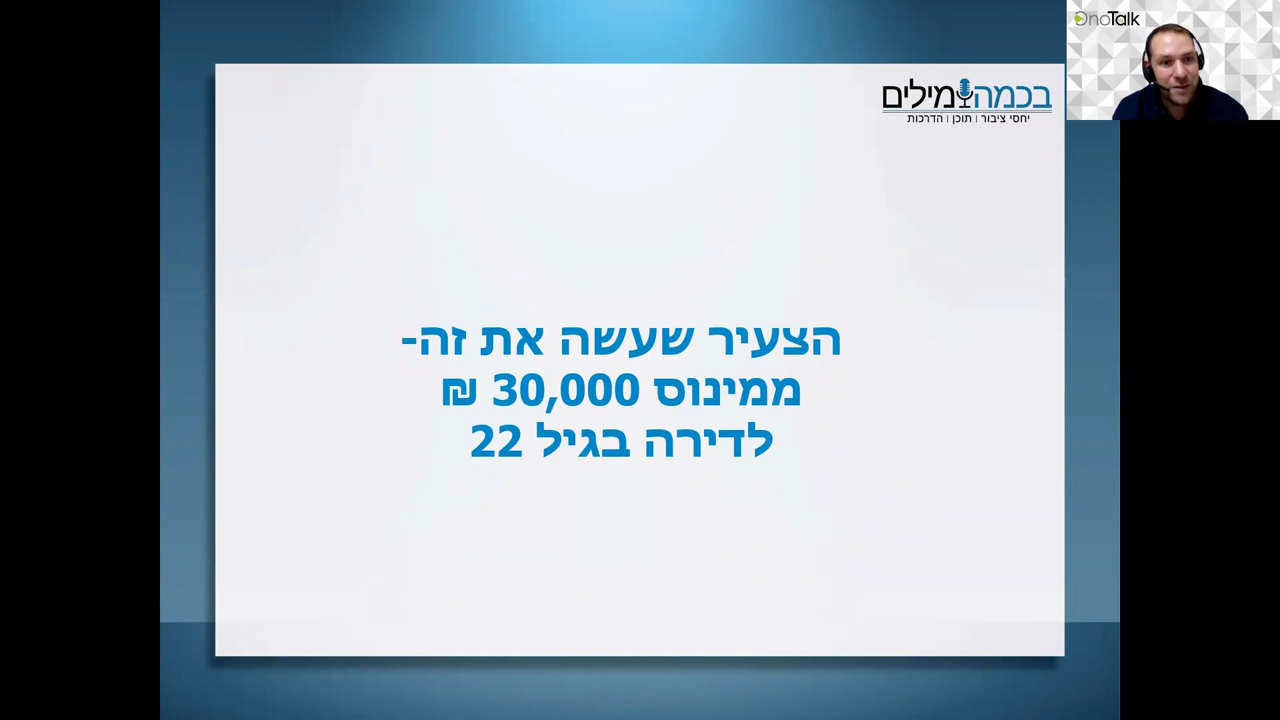 OnoTalk
בכמה מילים
יחסי ציבור | תוכן | הדרכות
הצעיר שעשה את זה-
ממינוס 30,000 ₪
לדירה בגיל 22